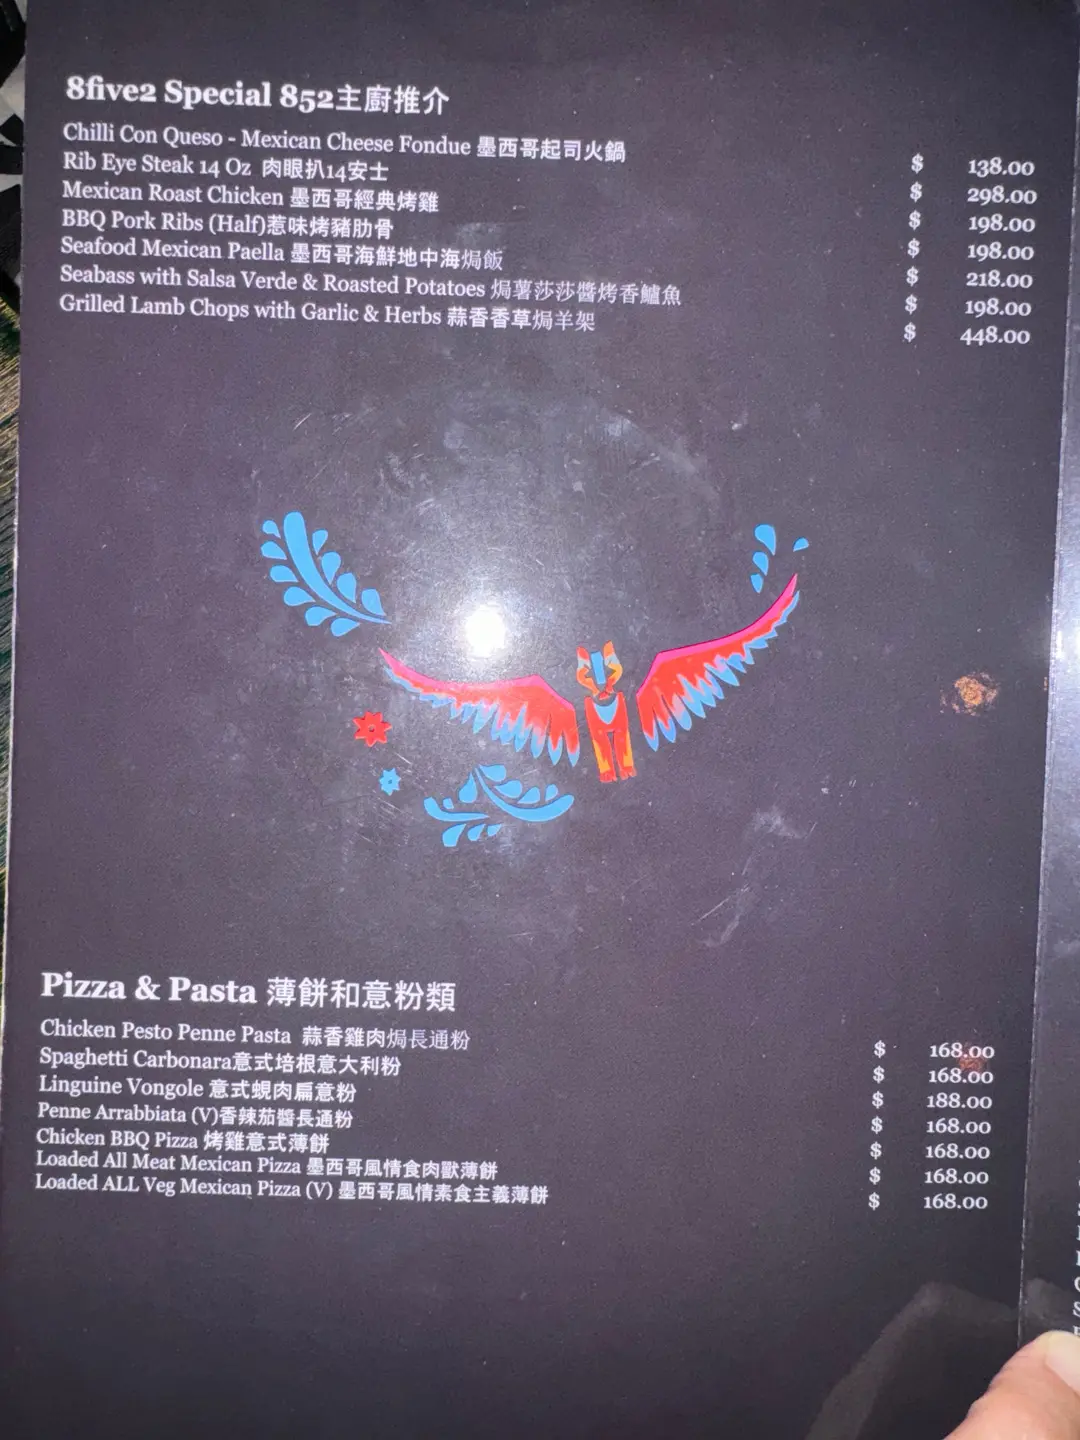 8five2 Special 852主廚推介
Chilli Con Queso - Mexican Cheese Fondue 墨西哥起司火鍋 $ 138.00
Rib Eye Steak 14 Oz 肉眼扒14安士 $ 298.00
Mexican Roast Chicken 墨西哥經典烤雞 $ 198.00
BBQ Pork Ribs (Half)惹味烤豬肋骨 $ 198.00
Seafood Mexican Paella 墨西哥海鮮地中海焗飯 $ 218.00
Seabass with Salsa Verde & Roasted Potatoes 焗薯莎莎醬烤香鱸魚 $ 198.00
Grilled Lamb Chops with Garlic & Herbs 蒜香香草焗羊架 $ 448.00
Pizza & Pasta 薄餅和意粉類
Chicken Pesto Penne Pasta 蒜香雞肉焗長通粉 $ 168.00
Spaghetti Carbonara意式培根意大利粉 $ 168.00
Linguine Vongole 意式蜆肉扁意粉 $ 188.00
Penne Arrabbiata (V)香辣茄醬長通粉 $ 168.00
Chicken BBQ Pizza 烤雞意式薄餅 $ 168.00
Loaded All Meat Mexican Pizza 墨西哥風情食肉獸薄餅 $ 168.00
Loaded ALL Veg Mexican Pizza (V) 墨西哥風情素食主義薄餅 $ 168.00